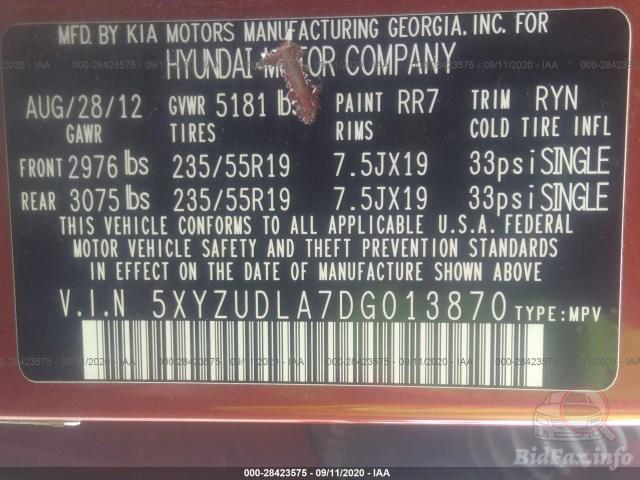 MFD. BY KIA MOTORS MANUFACTURING GEORGIA. INC. FOR
HYUNDAI MOTOR COMPANY
AUG/28/12 GVWR 5181 lbs PAINT RR7 TRIM RYN
GAWR TIRES RIMS COLD TIRE INFL
FRONT 2976 lbs 235/55R19 7.5JX19 33psi SINGLE
REAR 3075 lbs 235/55R19 7.5JX19 33psi SINGLE
THIS VEHICLE CONFORMS TO ALL APPLICABLE U.S.A. FEDERAL
MOTOR VEHICLE SAFETY AND THEFT PREVENTION STANDARDS
IN EFFECT ON THE DATE OF MANUFACTURE SHOWN ABOVE.
V.I.N 5XYZUDLA7DG013870 TYPE:MPV
BidFax.info
000-28423575 - 09/11/2020 - IAA